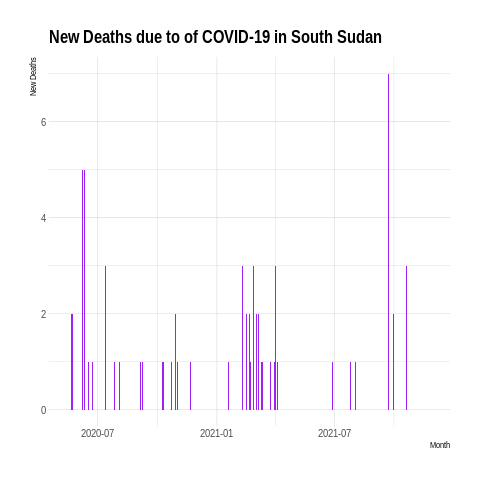 New Deaths due to of COVID-19 in South Sudan
New Deaths
6
4
2
0
2020-07
2021-01
2021-07
Month